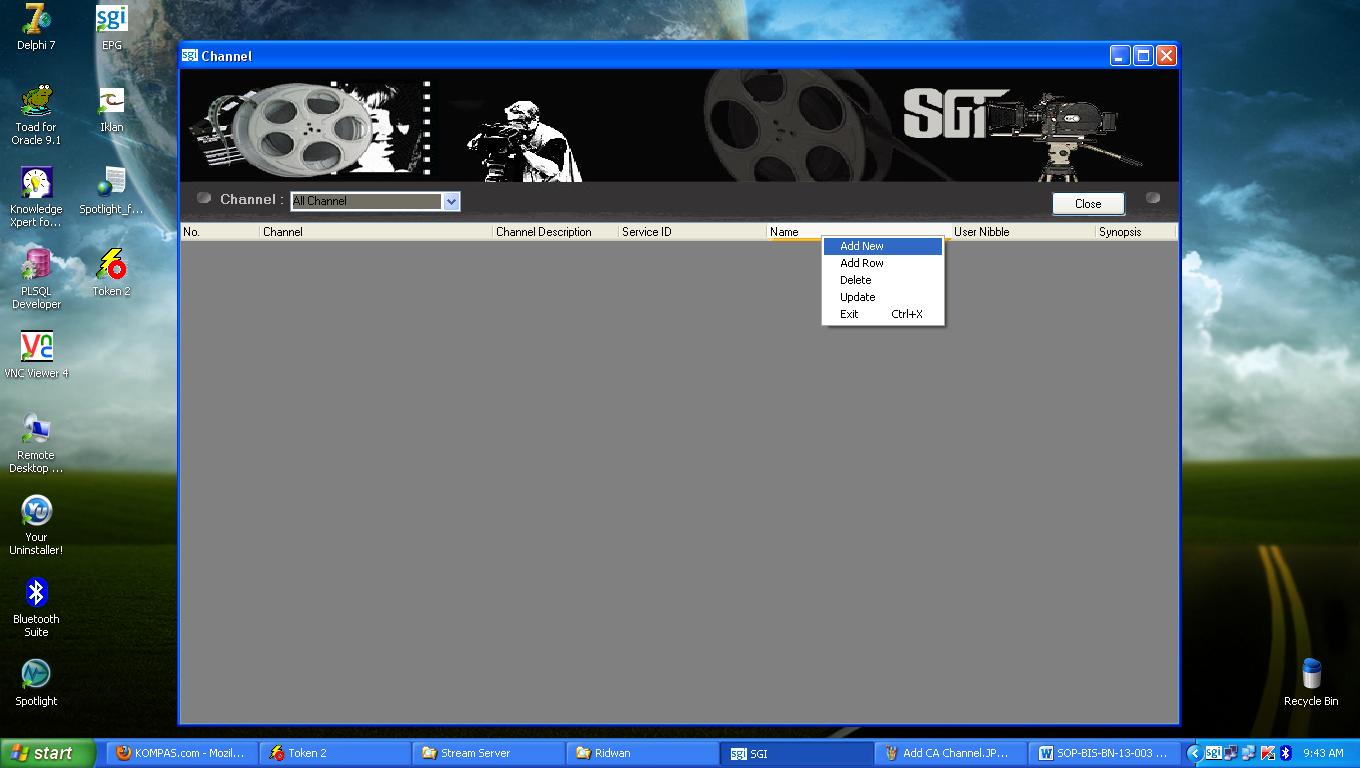 Delphi 7
EPG
Toad for
Oracle 9.1
Iklan
Knowledge
Xpert fo...
Spotlight_f...
PLSQL
Developer
Token 2
VNC Viewer 4
Remote
Desktop ...
Your
Uninstaller!
Bluetooth
Suite
Spotlight
Recycle Bin
sgi Channel
SGi
Channel : All Channel Close
No. Channel Channel Description Service ID Name User Nibble Synopsis
Add New
Add Row
Delete
Update
Exit Ctrl+X
start KOMPAS.com - Mozil... Token 2 Stream Server Ridwan sgi SGI Add CA Channel.JP... SOP-BIS-BN-13-003 ... sgi 9:43 AM